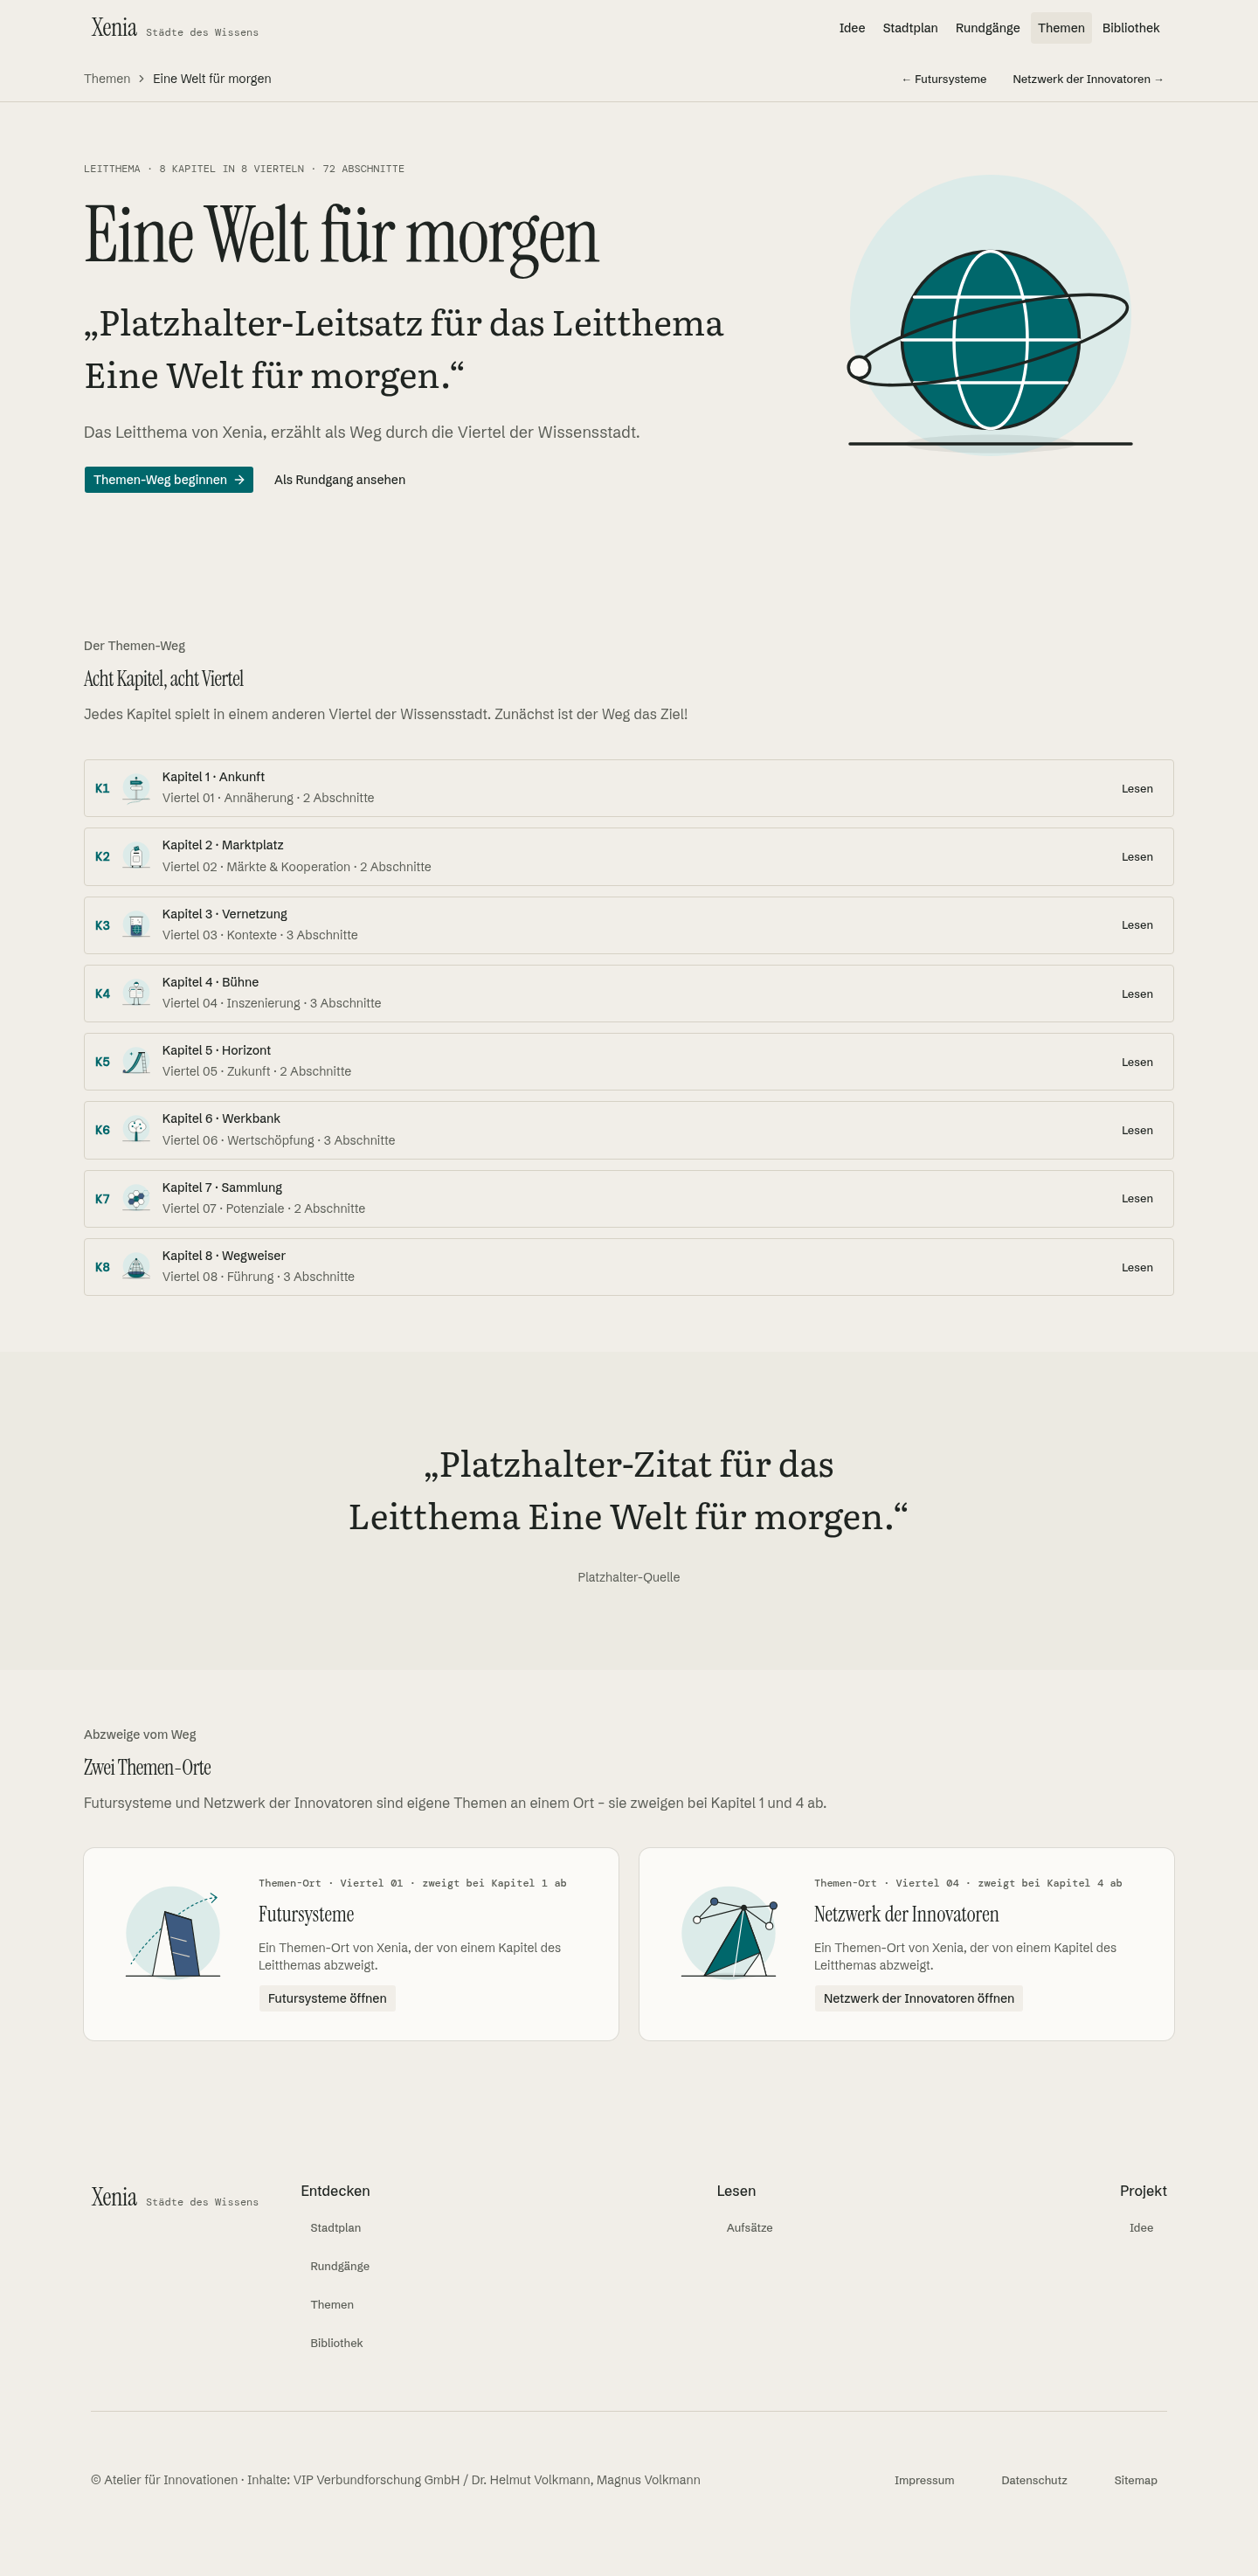 Xenia Städte des Wissens
Idee Stadtplan Rundgänge Themen Bibliothek
Themen > Eine Welt für morgen
← Futursysteme Netzwerk der Innovatoren →
LEITTHEMA · 8 KAPITEL IN 8 VIERTELN · 72 ABSCHNITTE
Eine Welt für morgen
„Platzhalter-Leitsatz für das Leitthema
Eine Welt für morgen.“
Das Leitthema von Xenia, erzählt als Weg durch die Viertel der Wissensstadt.
Themen-Weg beginnen →
Als Rundgang ansehen
Der Themen-Weg
Acht Kapitel, acht Viertel
Jedes Kapitel spielt in einem anderen Viertel der Wissensstadt. Zunächst ist der Weg das Ziel!
K1
Kapitel 1 · Ankunft
Viertel 01 · Annäherung · 2 Abschnitte
Lesen
K2
Kapitel 2 · Marktplatz
Viertel 02 · Märkte & Kooperation · 2 Abschnitte
Lesen
K3
Kapitel 3 · Vernetzung
Viertel 03 · Kontexte · 3 Abschnitte
Lesen
K4
Kapitel 4 · Bühne
Viertel 04 · Inszenierung · 3 Abschnitte
Lesen
K5
Kapitel 5 · Horizont
Viertel 05 · Zukunft · 2 Abschnitte
Lesen
K6
Kapitel 6 · Werkbank
Viertel 06 · Wertschöpfung · 3 Abschnitte
Lesen
K7
Kapitel 7 · Sammlung
Viertel 07 · Potenziale · 2 Abschnitte
Lesen
K8
Kapitel 8 · Wegweiser
Viertel 08 · Führung · 3 Abschnitte
Lesen
„Platzhalter-Zitat für das
Leitthema Eine Welt für morgen.“
Platzhalter-Quelle
Abzweige vom Weg
Zwei Themen-Orte
Futursysteme und Netzwerk der Innovatoren sind eigene Themen an einem Ort – sie zweigen bei Kapitel 1 und 4 ab.
Themen-Ort · Viertel 01 · zweigt bei Kapitel 1 ab
Futursysteme
Ein Themen-Ort von Xenia, der von einem Kapitel des
Leitthemas abzweigt.
Futursysteme öffnen
Themen-Ort · Viertel 04 · zweigt bei Kapitel 4 ab
Netzwerk der Innovatoren
Ein Themen-Ort von Xenia, der von einem Kapitel des
Leitthemas abzweigt.
Netzwerk der Innovatoren öffnen
Xenia Städte des Wissens
Entdecken
Stadtplan
Rundgänge
Themen
Bibliothek
Lesen
Aufsätze
Projekt
Idee
© Atelier für Innovationen · Inhalte: VIP Verbundforschung GmbH / Dr. Helmut Volkmann, Magnus Volkmann
Impressum Datenschutz Sitemap